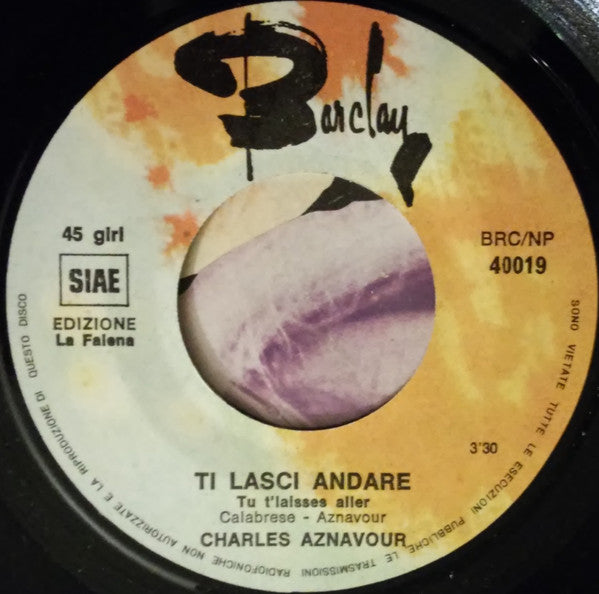 Barclay
45 giri
SIAE
EDIZIONE
La Falena
BRC/NP
40019
3'30
TI LASCI ANDARE
Tu t'laisses aller
Calabrese - Aznavour
CHARLES AZNAVOUR
SONO VIETATE TUTTE LE ESECUZIONI PUBBLICHE, LE TRASMISSIONI RADIOFONICHE NON AUTORIZZATE E LA RIPRODUZIONE DI QUESTO DISCO